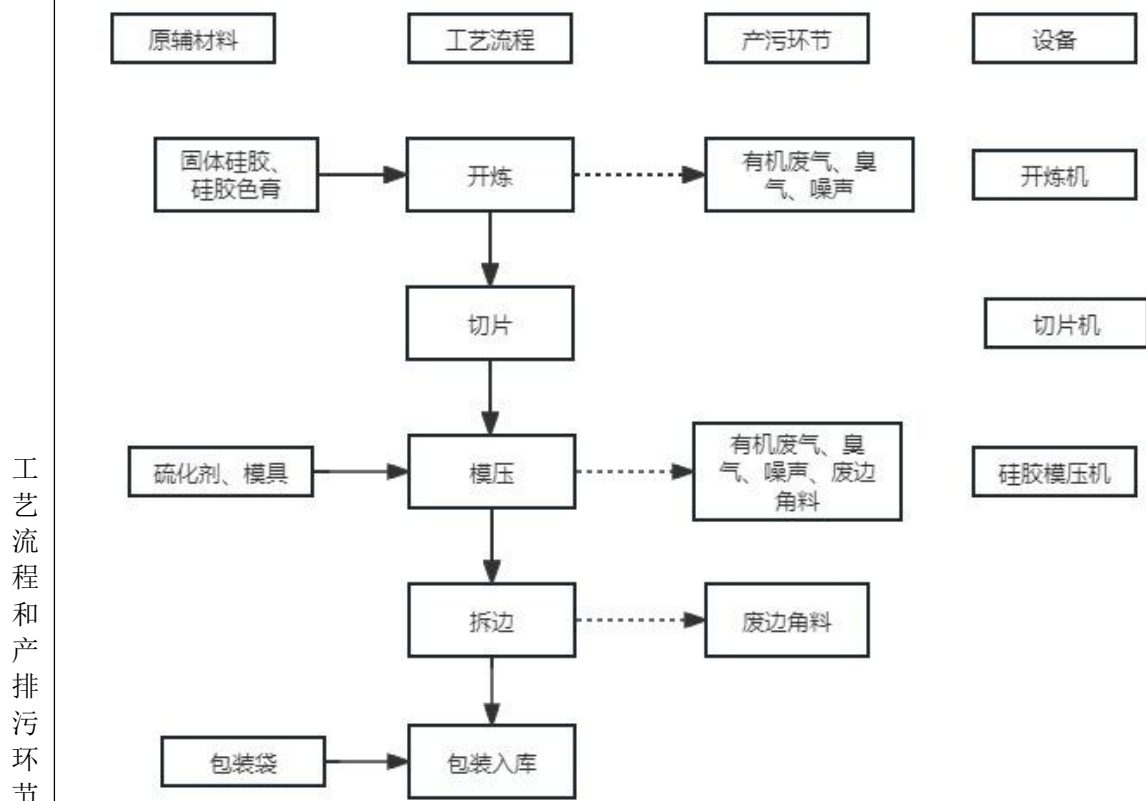 原辅材料
工艺流程
产污环节
设备
固体硅胶、
硅胶色膏
开炼
有机废气、臭
气、噪声
开炼机
切片
切片机
硫化剂、模具
模压
有机废气、臭
气、噪声、废边
角料
硅胶模压机
拆边
废边角料
包装袋
包装入库
工
艺
流
程
和
产
排
污
环
节